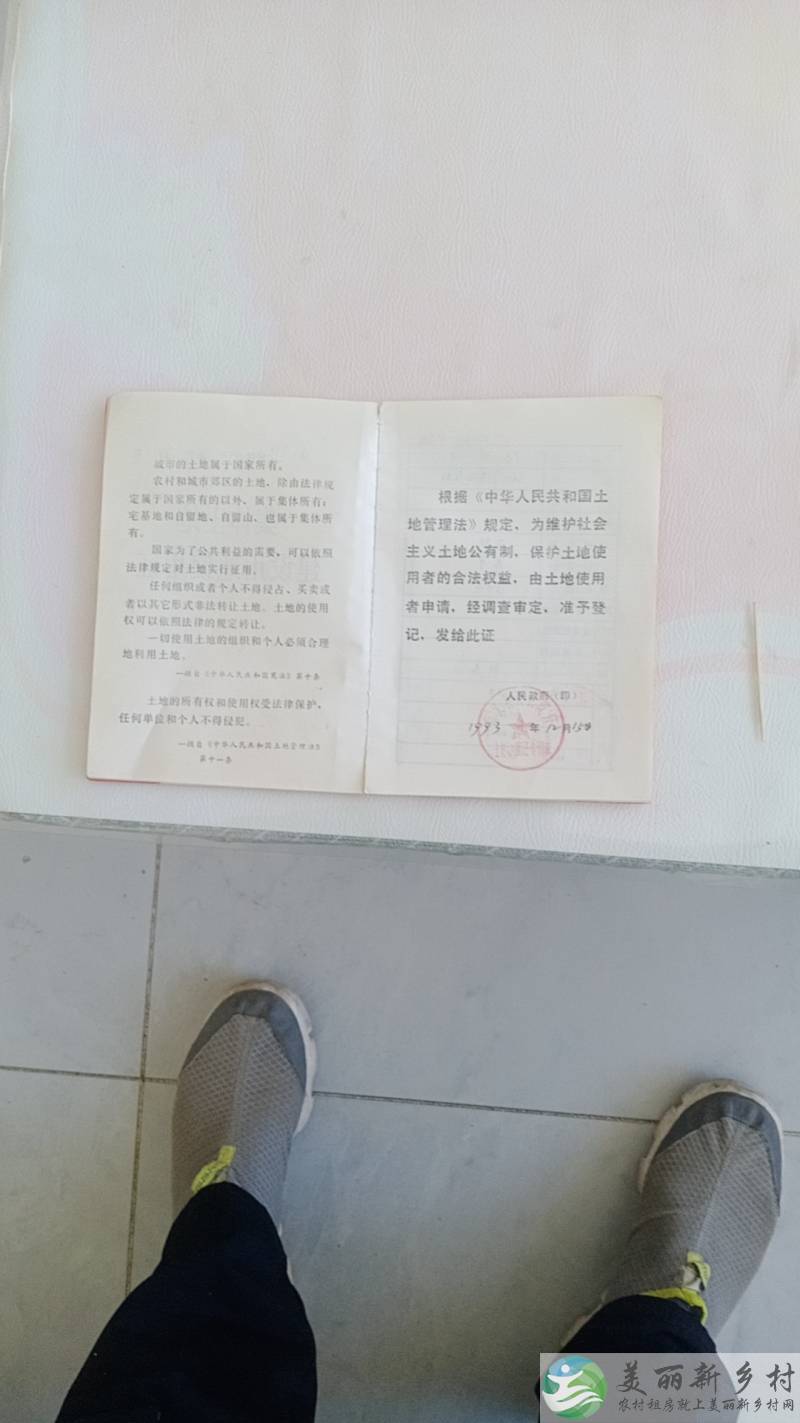 城市的土地属于国家所有。
农村和城市郊区的土地、除由法律规
定属于国家所有的以外、属于集体所有；
宅基地和自留地、自留山、也属于集体所
有。
国家为了公共利益的需要、可以依照
法律规定对土地实行征用。
任何组织或者个人不得侵占、买卖或
者以其它形式非法转让土地。土地的使用
权可以依照法律的规定转让。
一切使用土地的组织和个人必须合理
地利用土地。
—摘自《中华人民共和国宪法》第十条
土地的所有权和使用权受法律保护、
任何单位和个人不得侵犯。
—摘自《中华人民共和国土地管理法》
第十一条
根据《中华人民共和国土
地管理法》规定、为维护社会
主义土地公有制、保护土地使
用者的合法权益、由土地使用
者申请、经调查审定、准予登
记、发给此证
人民政府（印）
1993年12月15日
美丽新乡村
农村租房就上美丽新乡村网